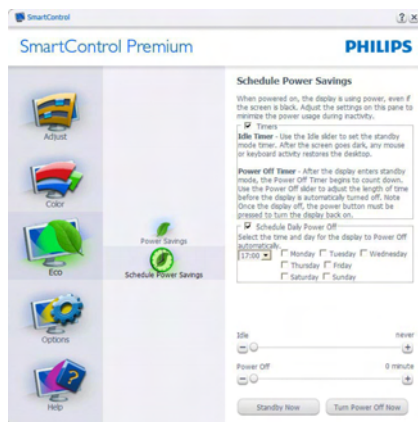 SmartControl
SmartControl Premium
PHILIPS
Adjust
Color
Eco
Options
Help
Power Savings
Schedule Power Savings
Schedule Power Savings
When powered on, the display is using power, even if
the screen is black. Adjust the settings on this pane to
minimize the power usage during inactivity.
Timers
Idle Timer - Use the Idle slider to set the standby
mode timer. After the screen goes dark, any mouse
or keyboard activity restores the desktop.
Power Off Timer - After the display enters standby
mode, the Power Off Timer begins to count down.
Use the Power Off slider to adjust the length of time
before the display is automatically turned off. Note
Once the display off, the power button must be
pressed to turn the display back on.
Schedule Daily Power Off
Select the time and day for the display to Power Off
automatically.
17:00 Monday Tuesday Wednesday
Thursday Friday
Saturday Sunday
Idle never
Power Off 0 minute
Standby Now Turn Power Off Now